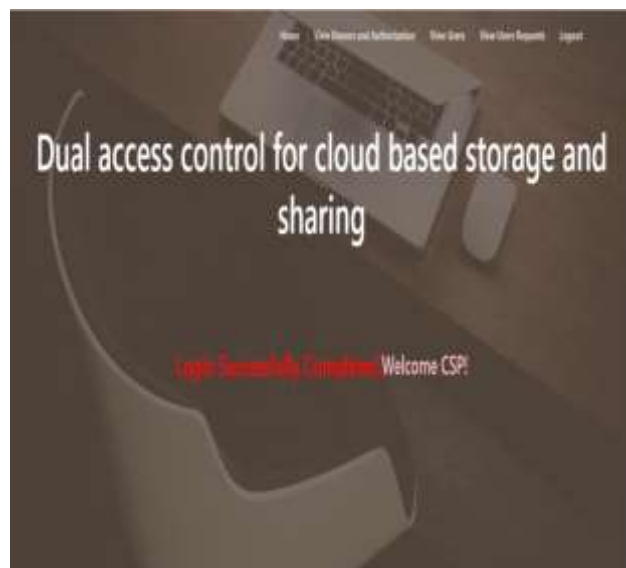 Home View Owners and Authorization View Users View Users Requests Logout
Dual access control for cloud based storage and
sharing
Login Successfully Completed Welcome CSP!